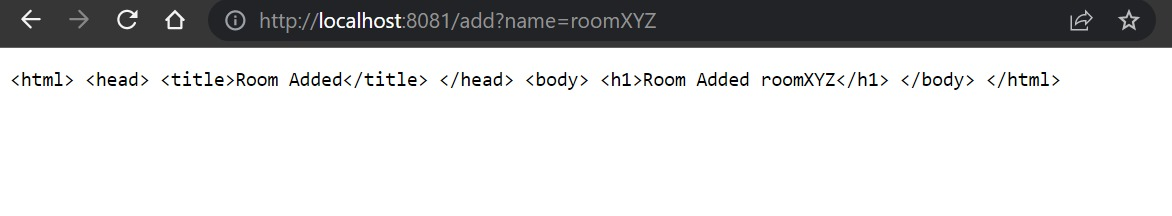 http://localhost:8081/add?name=roomXYZ
<html> <head> <title>Room Added</title> </head> <body> <h1>Room Added roomXYZ</h1> </body> </html>